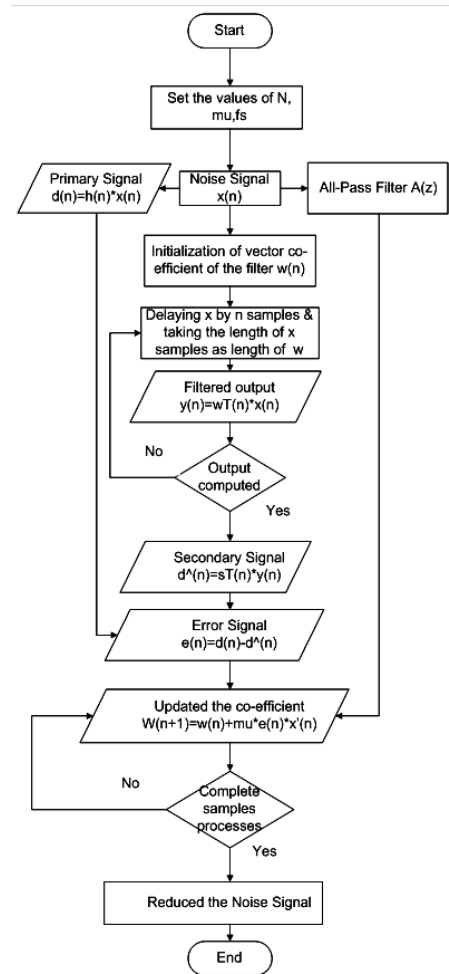 Start
Set the values of N,
mu,fs
Primary Signal
d(n)=h(n)*x(n)
Noise Signal
x(n)
All-Pass Filter A(z)
Initialization of vector co-
efficient of the filter w(n)
Delaying x by n samples &
taking the length of x
samples as length of w
Filtered output
y(n)=wT(n)*x(n)
No
Output
computed
Yes
Secondary Signal
d^(n)=sT(n)*y(n)
Error Signal
e(n)=d(n)-d^(n)
Updated the co-efficient
W(n+1)=w(n)+mu*e(n)*x'(n)
No
Complete
samples
processes
Yes
Reduced the Noise Signal
End